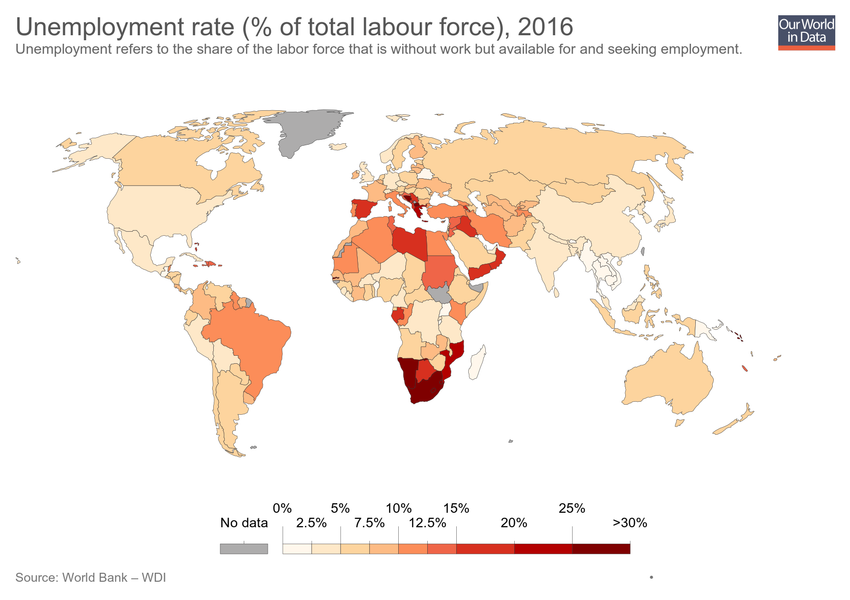 Unemployment rate (% of total labour force), 2016
Unemployment refers to the share of the labor force that is without work but available for and seeking employment.
Our World
in Data
0% 5% 10% 15% 25%
No data 2.5% 7.5% 12.5% 20% >30%
Source: World Bank – WDI